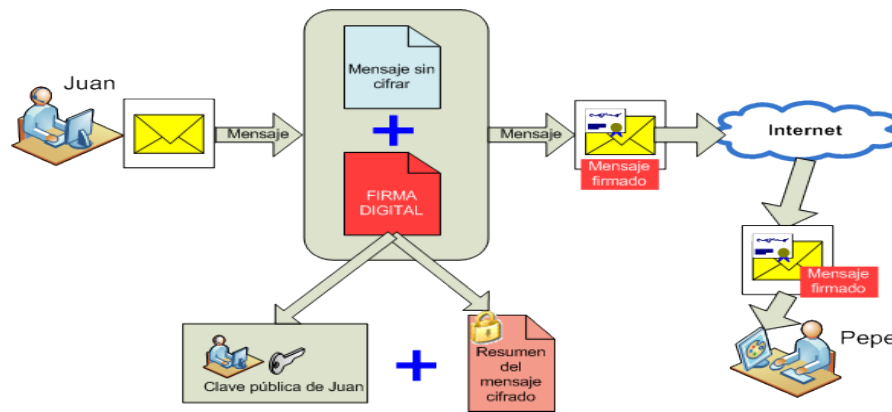 Juan
Mensaje
Mensaje sin
cifrar
FIRMA
DIGITAL
Mensaje
Mensaje
firmado
Internet
Mensaje
firmado
Pepe
Clave pública de Juan
Resumen
del
mensaje
cifrado